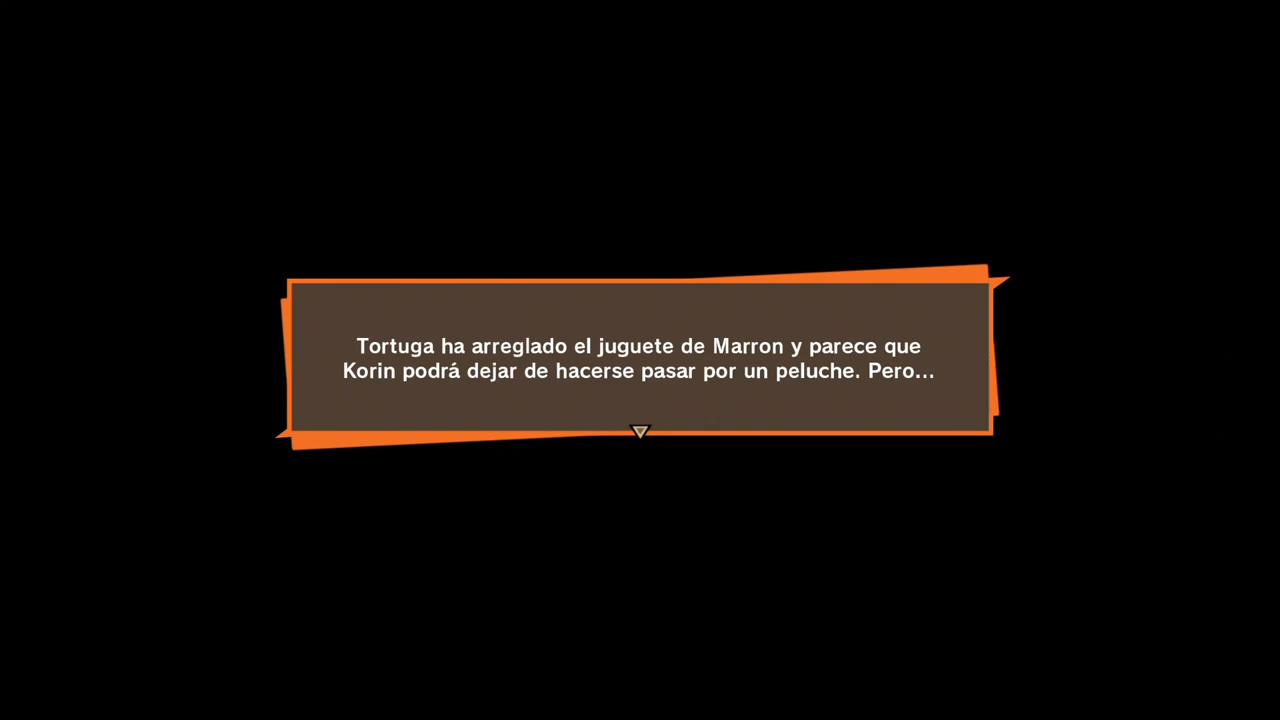 Tortuga ha arreglado el juguete de Marron y parece que
Korin podrá dejar de hacerse pasar por un peluche. Pero...